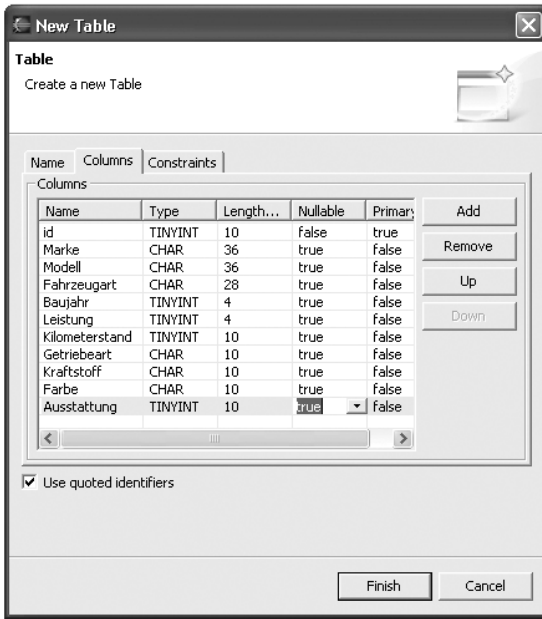 New Table
Table
Create a new Table
Name Columns Constraints
Columns
Name Type Length... Nullable Primary
id TINYINT 10 false true
Marke CHAR 36 true false
Modell CHAR 36 true false
Fahrzeugart CHAR 28 true false
Baujahr TINYINT 4 true false
Leistung TINYINT 4 true false
Kilometerstand TINYINT 10 true false
Getriebeart CHAR 10 true false
Kraftstoff CHAR 10 true false
Farbe CHAR 10 true false
Ausstattung TINYINT 10 true false
Add
Remove
Up
Down
Use quoted identifiers
Finish Cancel